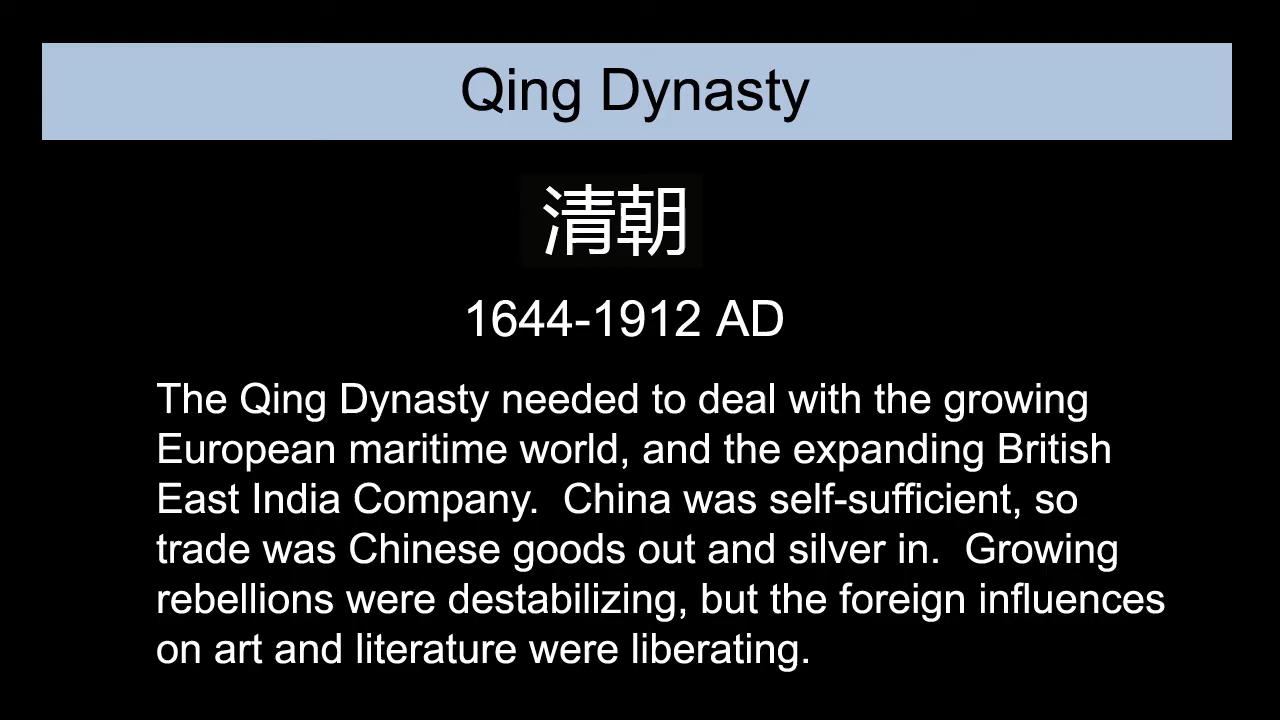 Qing Dynasty
清朝
1644-1912 AD
The Qing Dynasty needed to deal with the growing
European maritime world, and the expanding British
East India Company.  China was self-sufficient, so
trade was Chinese goods out and silver in.  Growing
rebellions were destabilizing, but the foreign influences
on art and literature were liberating.